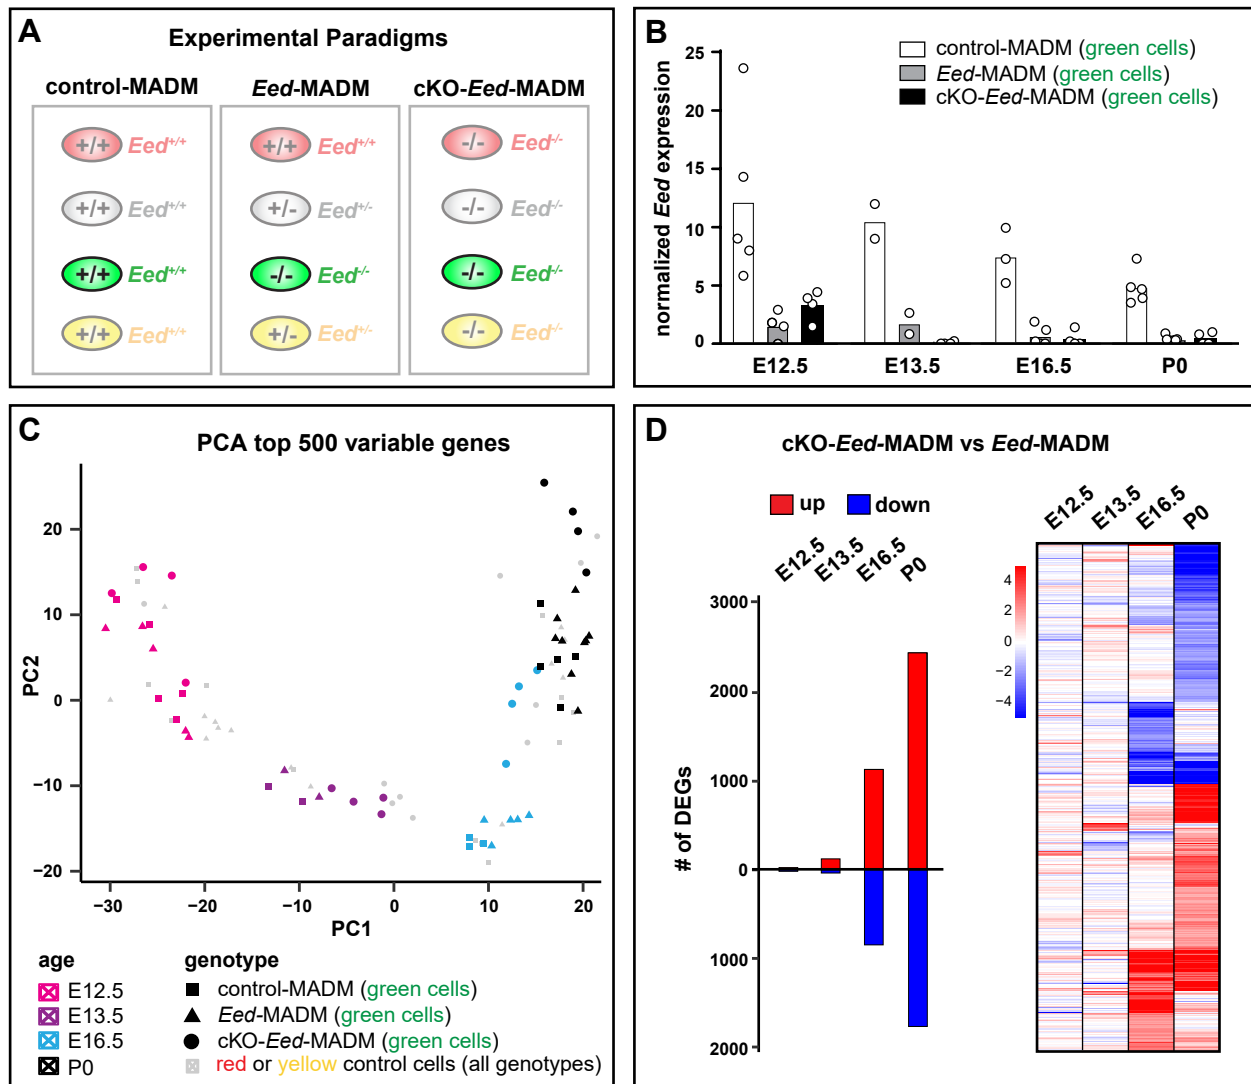 A
Experimental Paradigms
control-MADM
Eed-MADM
cKO-Eed-MADM
+/+ Eed+/+
+/+ Eed+/+
-/- Eed-/-
+/+ Eed+/+
+/- Eed+/-
-/- Eed-/-
+/+ Eed+/+
-/- Eed-/-
-/- Eed-/-
+/+ Eed+/+
+/- Eed+/-
-/- Eed-/-
B
control-MADM (green cells)
Eed-MADM (green cells)
cKO-Eed-MADM (green cells)
normalized Eed expression
25
20
15
10
5
0
E12.5 E13.5 E16.5 P0
C
PCA top 500 variable genes
PC2
20
10
0
−10
−20
−30 −20 −10 0 10 20
PC1
age
E12.5
E13.5
E16.5
P0
genotype
control-MADM (green cells)
Eed-MADM (green cells)
cKO-Eed-MADM (green cells)
red or yellow control cells (all genotypes)
D
cKO-Eed-MADM vs Eed-MADM
up down
E12.5 E13.5 E16.5 P0
# of DEGs
3000
2000
1000
0
1000
2000
E12.5 E13.5 E16.5 P0
4
2
0
−2
−4